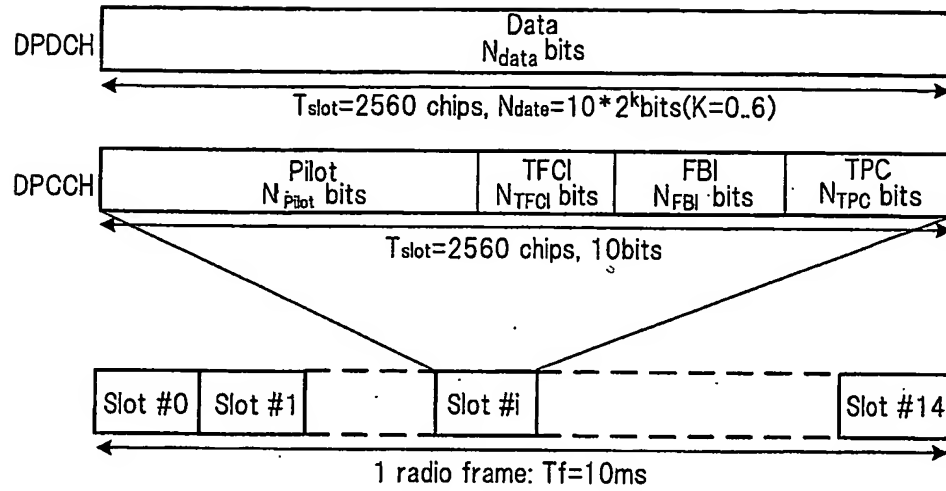 DPDCH
Data
Ndata bits
Tslot=2560 chips, Ndate=10*2^k bits(K=0..6)
DPCCH
Pilot TFCI FBI TPC
NPilot bits NTFCI bits NFBI bits NTPC bits
Tslot=2560 chips, 10bits
Slot #0 Slot #1 Slot #i Slot #14
1 radio frame: Tf=10ms